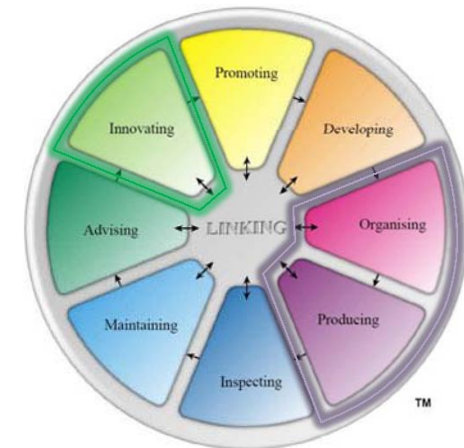 Promoting
Innovating
Developing
Advising
LINKING
Organising
Maintaining
Producing
Inspecting
TM